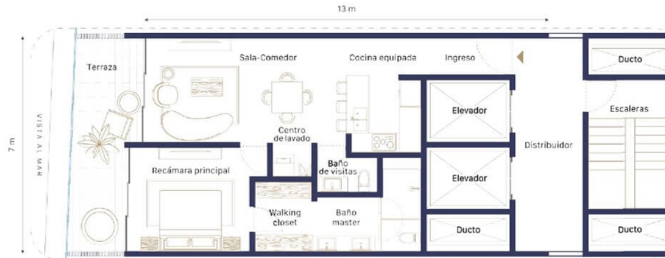 13 m
Ducto
Sala-Comedor
Cocina equipada
Ingreso
Terraza
Elevador
Escaleras
VISTA AL MAR
7 m
Centro
de lavado
Distribuidor
Recámara principal
Baño
de visitas
Elevador
Walking
closet
Baño
master
Ducto
Ducto